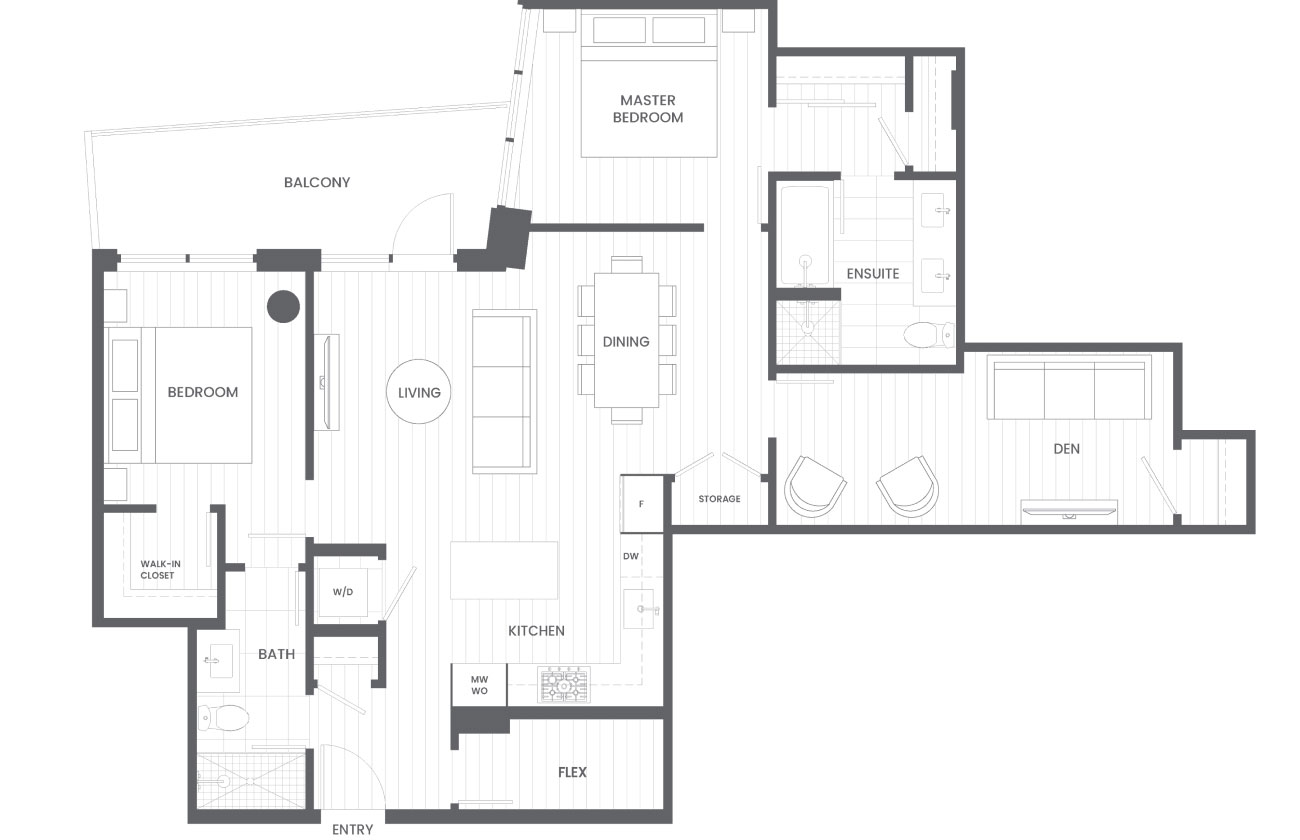 MASTER
BEDROOM
BALCONY
ENSUITE
DINING
BEDROOM
LIVING
DEN
STORAGE
F
DW
WALK-IN
CLOSET
W/D
KITCHEN
BATH
MW
WO
FLEX
ENTRY